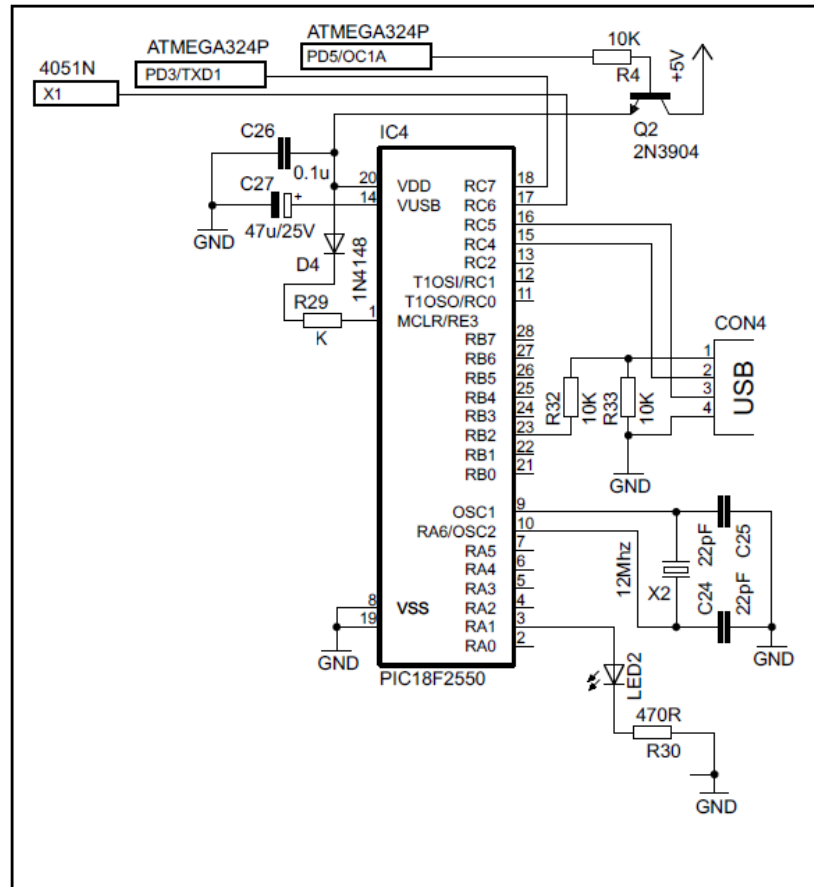 ATMEGA324P
PD5/OC1A
10K
R4
+5V
ATMEGA324P
PD3/TXD1
4051N
X1
Q2
2N3904
C26
0.1u
C27
+
47u/25V
GND
D4
1N4148
R29
K
IC4
20
VDD
14
VUSB
1
MCLR/RE3
8
VSS
19
GND
RC7
18
RC6
17
RC5
16
RC4
15
RC2
13
T1OSI/RC1
12
T1OSO/RC0
11
RB7
28
RB6
27
RB5
26
RB4
25
RB3
24
RB2
23
RB1
22
RB0
21
OSC1
9
RA6/OSC2
10
RA5
7
RA4
6
RA3
5
RA2
4
RA1
3
RA0
2
PIC18F2550
CON4
1
2
3
4
USB
R32
10K
R33
10K
GND
12Mhz
X2
22pF
C25
C24
22pF
GND
LED2
470R
R30
GND